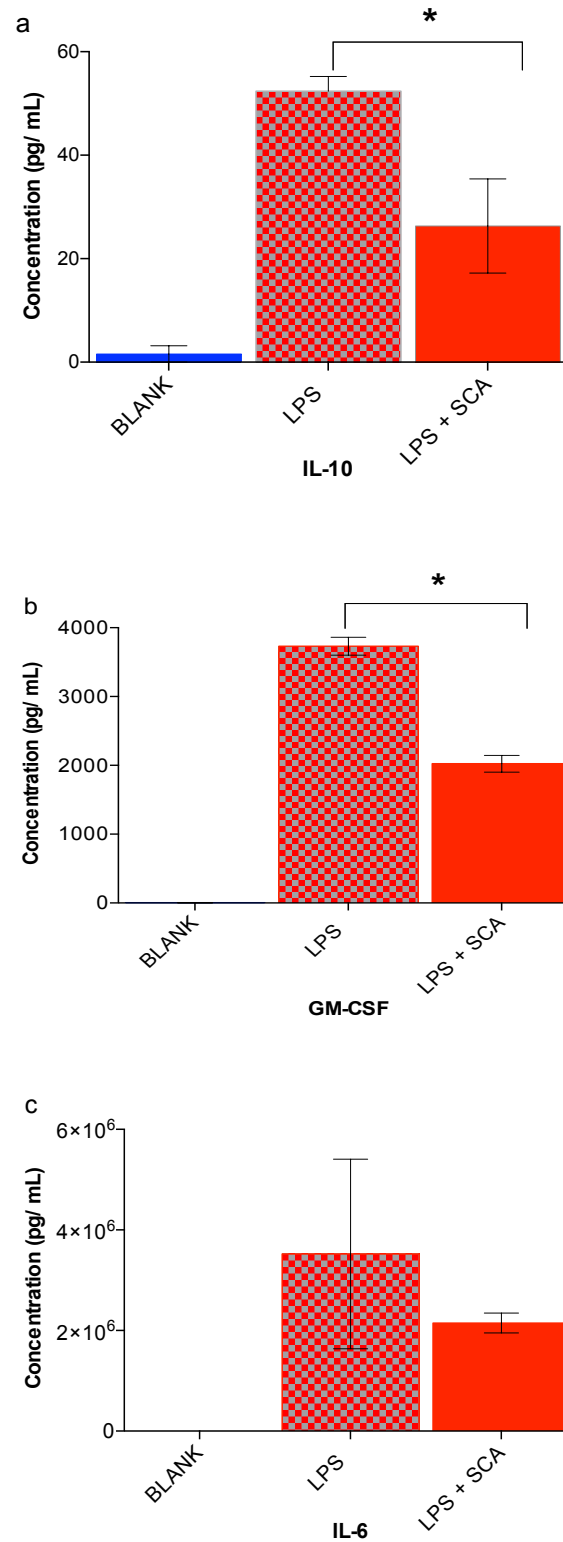 a
*
60
40
20
0
Concentration (pg/ mL)
BLANK
LPS
LPS + SCA
IL-10
b
*
4000
3000
2000
1000
0
Concentration (pg/ mL)
BLANK
LPS
LPS + SCA
GM-CSF
c
6×10⁶
4×10⁶
2×10⁶
0
Concentration (pg/ mL)
BLANK
LPS
LPS + SCA
IL-6